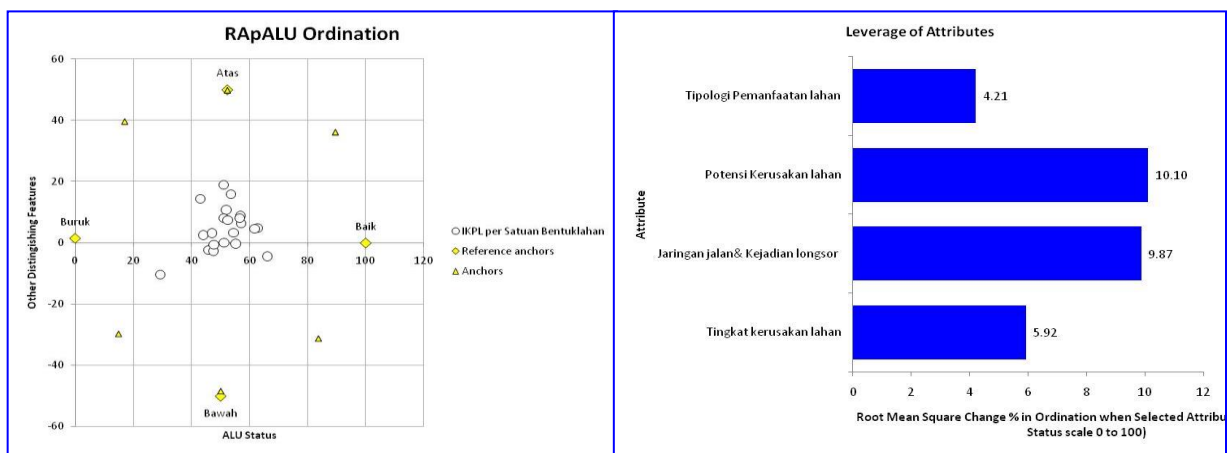 RApALU Ordination
60
Atas
40
20
Buruk
Baik
0
0
20
40
60
80
100
120
-20
-40
-60
Bawah
Other Distingishing Features
ALU Status
IKPL per Satuan Bentuklahan
Reference anchors
Anchors
Leverage of Attributes
Attribute
Tipologi Pemanfaatan lahan
4.21
Potensi Kerusakan lahan
10.10
Jaringan jalan& Kejadian longsor
9.87
Tingkat kerusakan lahan
5.92
0
2
4
6
8
10
12
Root Mean Square Change % in Ordination when Selected Attribu
Status scale 0 to 100)